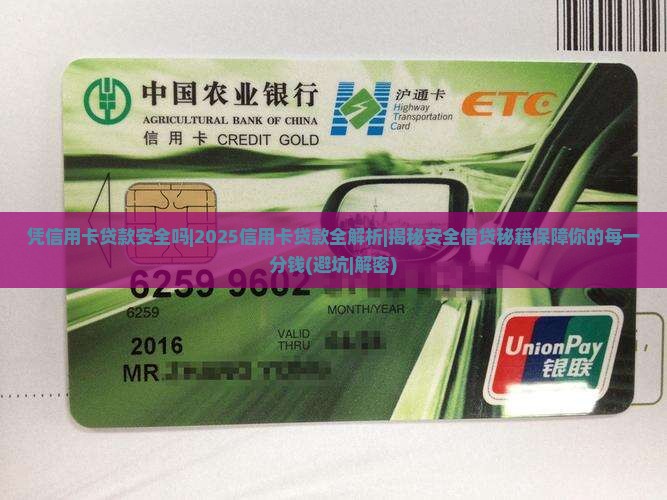 中国农业银行
AGRICULTURAL BANK OF CHINA
信用卡 CREDIT GOLD
沪通卡
Highway
Transportation
Card
ETC
凭信用卡贷款安全吗|2025信用卡贷款全解析|揭秘安全借贷秘籍保障你的每一
分钱(避坑|解密)
6259
6259
MONTH/YEAR
2016
VALID
THRU
MR.
UnionPay
银联